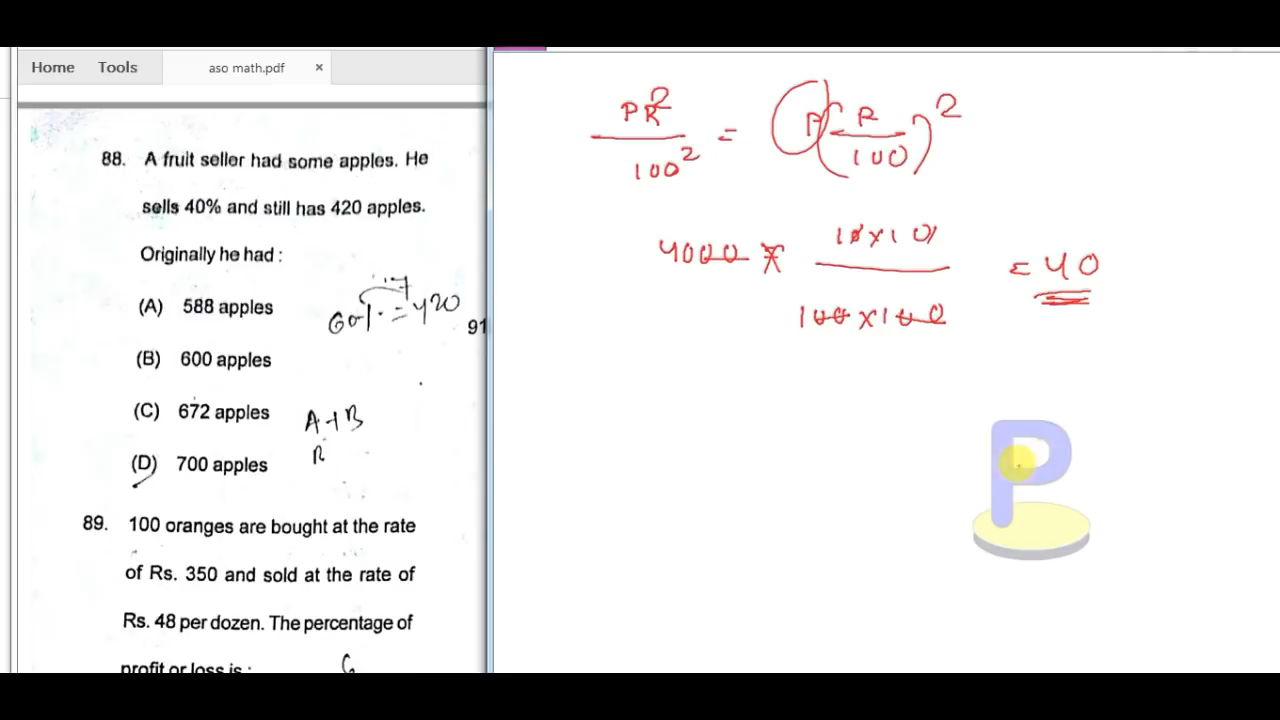 Home Tools aso math.pdf ×
88. A fruit seller had some apples. He
sells 40% and still has 420 apples.
Originally he had :
(A) 588 apples
60% = 420
91
(B) 600 apples
(C) 672 apples
A+B
(D) 700 apples
89. 100 oranges are bought at the rate
of Rs. 350 and sold at the rate of
Rs. 48 per dozen. The percentage of
profit or loss is :
PR² = P(R)²
100² 100
4000 × 10×10 = 40
100×100
P